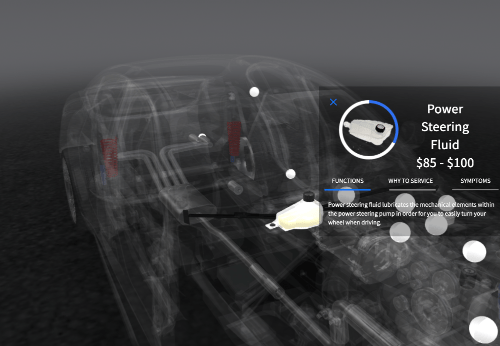 Power
Steering
Fluid
$85 - $100
FUNCTIONS WHY TO SERVICE SYMPTOMS
Power steering fluid lubricates the mechanical elements within
the power steering pump in order for you to easily turn your
wheel when driving.